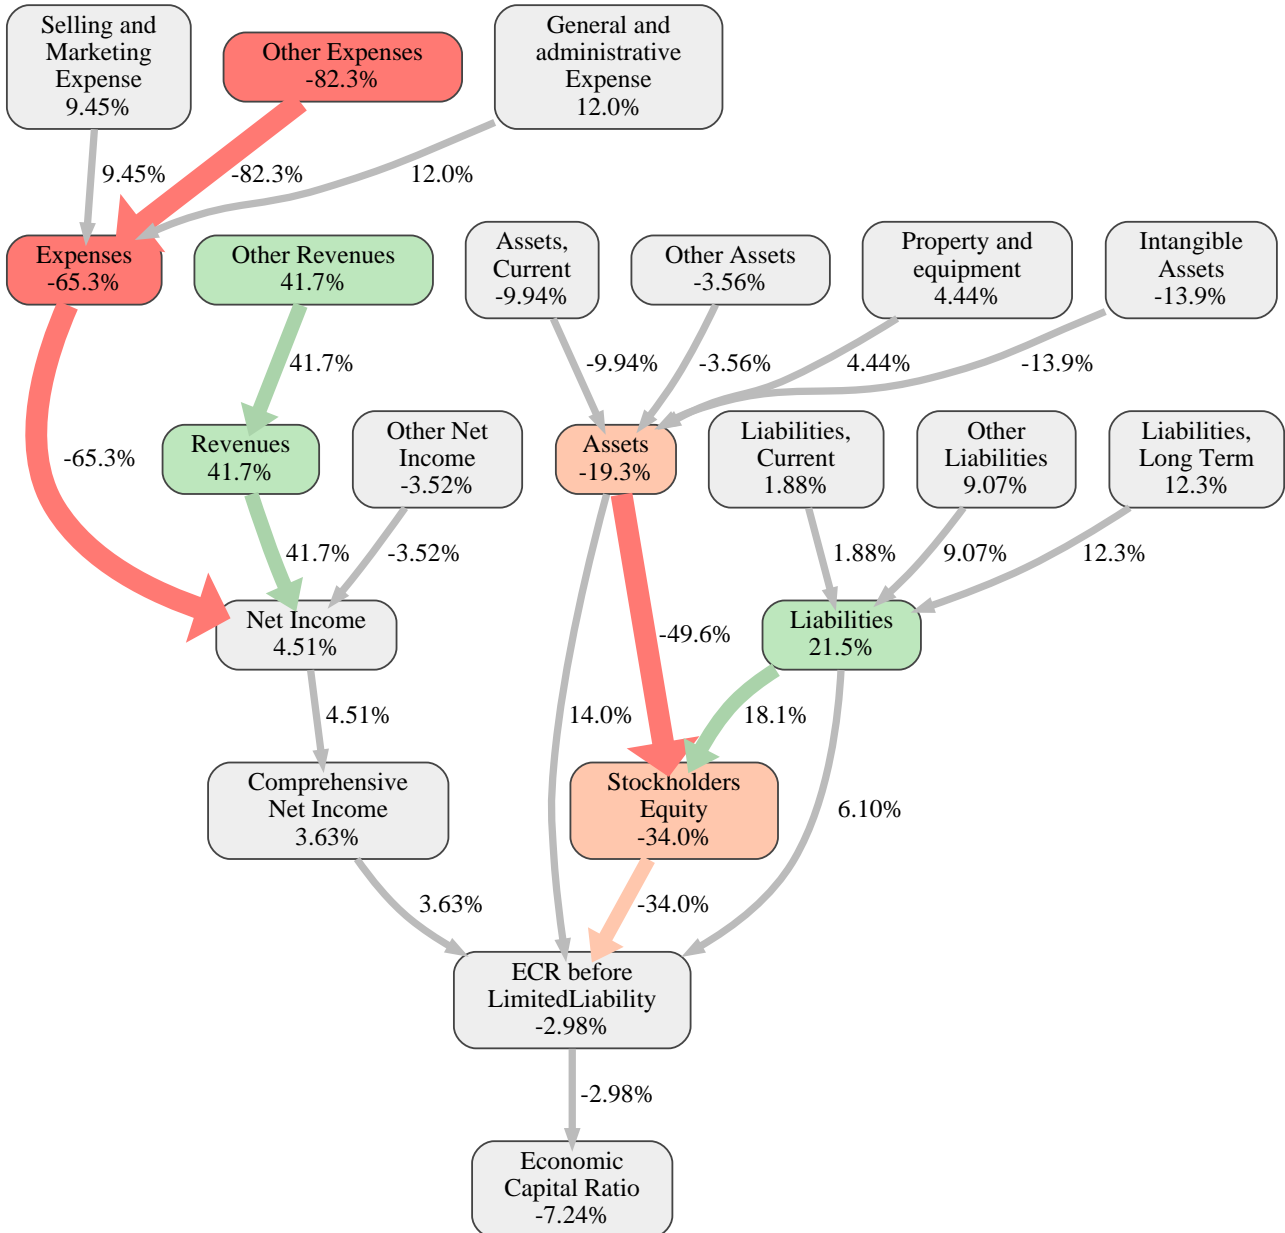 Selling and
Marketing
Expense
9.45%
Other Expenses
-82.3%
General and
administrative
Expense
12.0%
9.45%
-82.3%
12.0%
Expenses
-65.3%
Other Revenues
41.7%
Assets,
Current
-9.94%
Other Assets
-3.56%
Property and
equipment
4.44%
Intangible
Assets
-13.9%
41.7%
-9.94%
-3.56%
4.44%
-13.9%
-65.3%
Revenues
41.7%
Other Net
Income
-3.52%
Assets
-19.3%
Liabilities,
Current
1.88%
Other
Liabilities
9.07%
Liabilities,
Long Term
12.3%
41.7%
-3.52%
1.88%
9.07%
12.3%
Net Income
4.51%
-49.6%
Liabilities
21.5%
4.51%
14.0%
18.1%
Comprehensive
Net Income
3.63%
Stockholders
Equity
-34.0%
6.10%
3.63%
-34.0%
ECR before
LimitedLiability
-2.98%
-2.98%
Economic
Capital Ratio
-7.24%